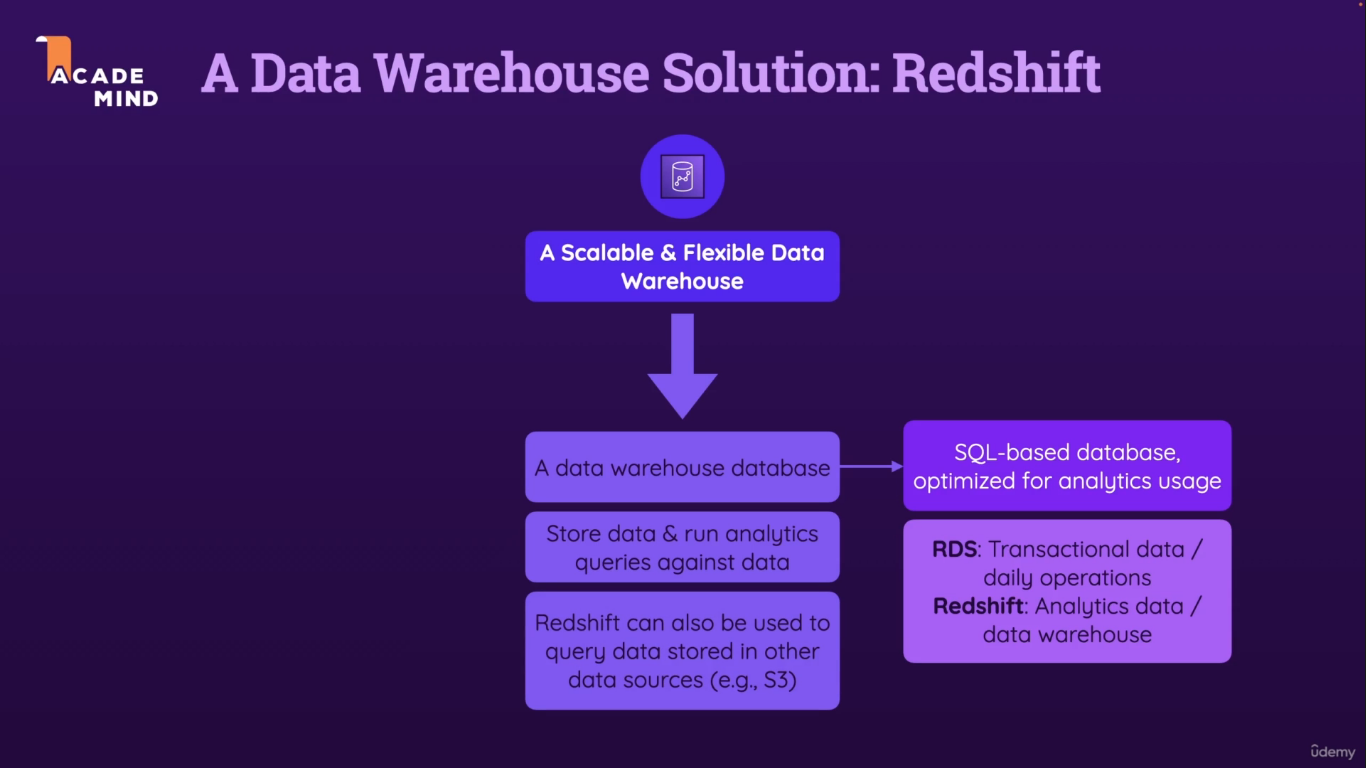 ACADE
MIND
A Data Warehouse Solution: Redshift
A Scalable & Flexible Data
Warehouse
A data warehouse database
SQL-based database,
optimized for analytics usage
Store data & run analytics
queries against data
RDS: Transactional data /
daily operations
Redshift: Analytics data /
data warehouse
Redshift can also be used to
query data stored in other
data sources (e.g., S3)
ûdemy